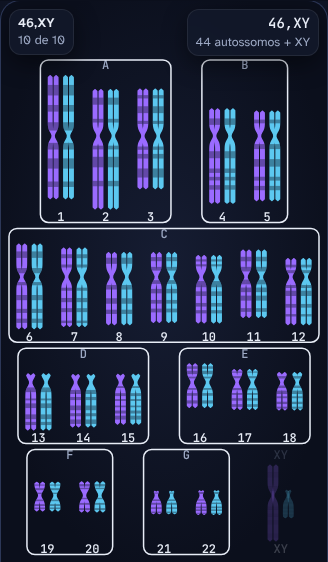 46,XY
10 de 10
46,XY
44 autossomos + XY
A
B
1 2 3
4 5
C
6 7 8 9 10 11 12
D
E
13 14 15
16 17 18
F
G
XY
19 20
21 22
XY